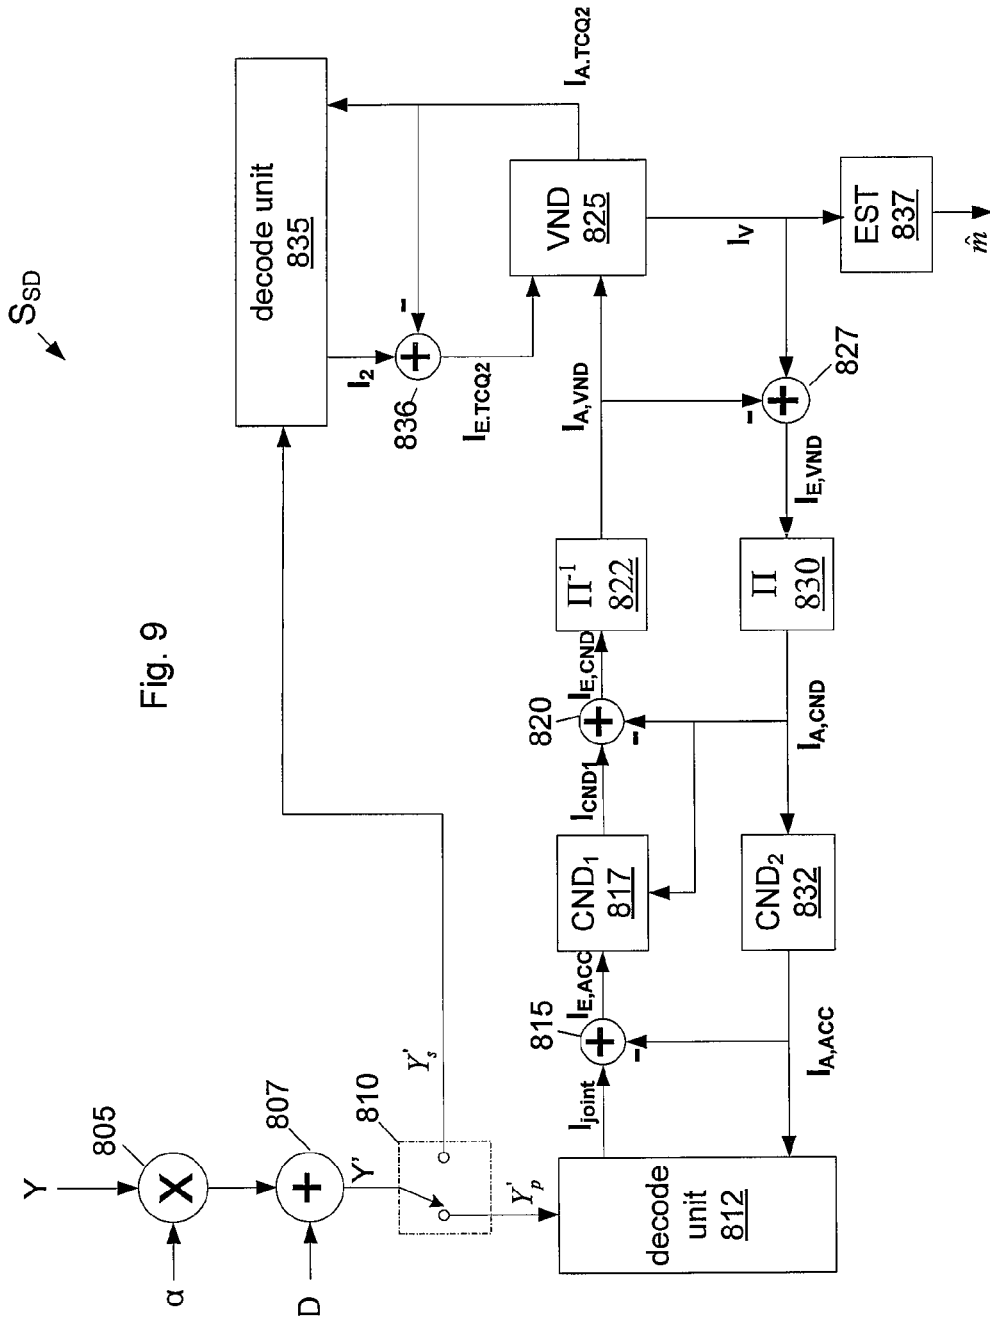 S_SD
decode unit
835
I_2
836
-
+
I_E.TCQ2
I_A.TCQ2
VND
825
I_V
EST
837
m̂
I_A,VND
-
+
827
I_E,VND
Fig. 9
Π^-1
822
Π
830
I_E,CND
820
+
-
I_CND1
I_A,CND
CND_1
817
CND_2
832
I_E,ACC
815
+
-
I_joint
I_A,ACC
decode
unit
812
Y
805
X
α
807
+
D
Y'
810
Y'_s
Y'_p